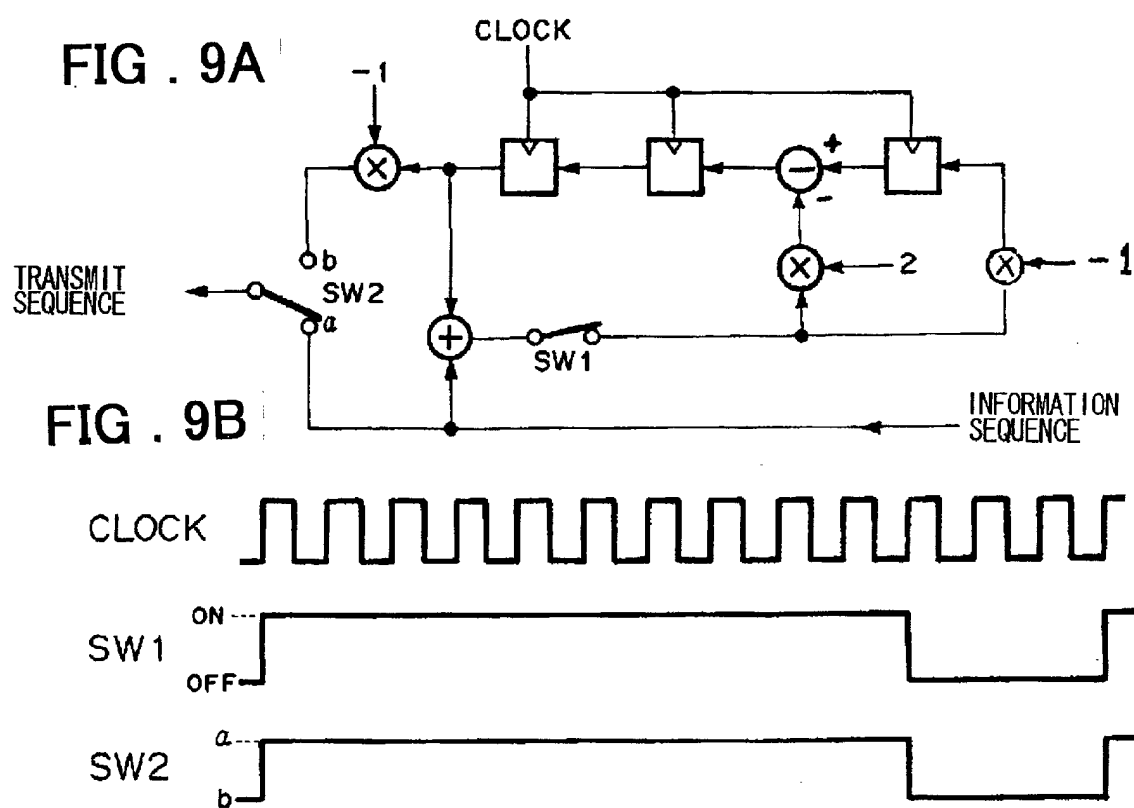 FIG . 9A
CLOCK
-1
+
-
-
b
SW2
a
TRANSMIT
SEQUENCE
×
×
2
×
-1
+
SW1
FIG . 9B
INFORMATION
SEQUENCE
CLOCK
ON
SW1
OFF
a
SW2
b